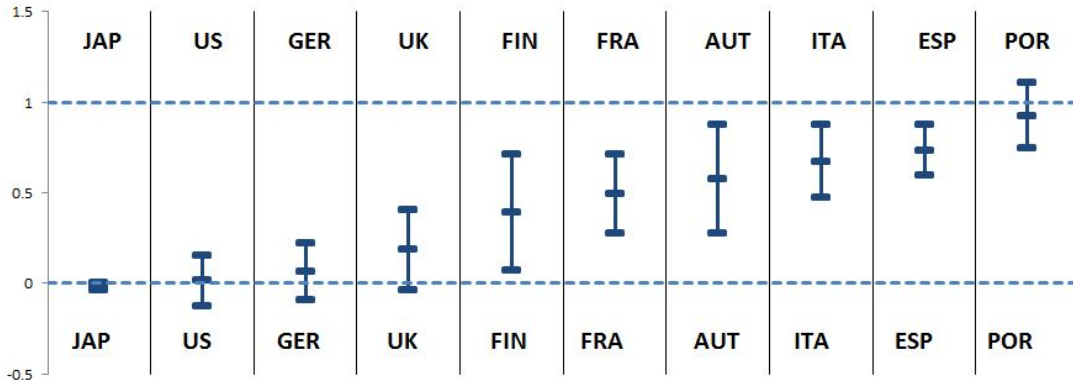 1.5
JAP US GER UK FIN FRA AUT ITA ESP POR
1
0.5
0
JAP US GER UK FIN FRA AUT ITA ESP POR
-0.5